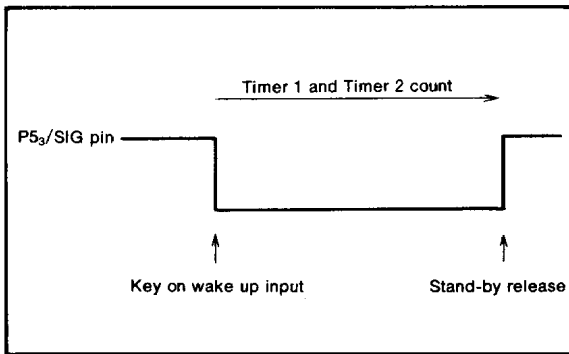 Timer 1 and Timer 2 count
P5₃/SIG pin
Key on wake up input
Stand-by release